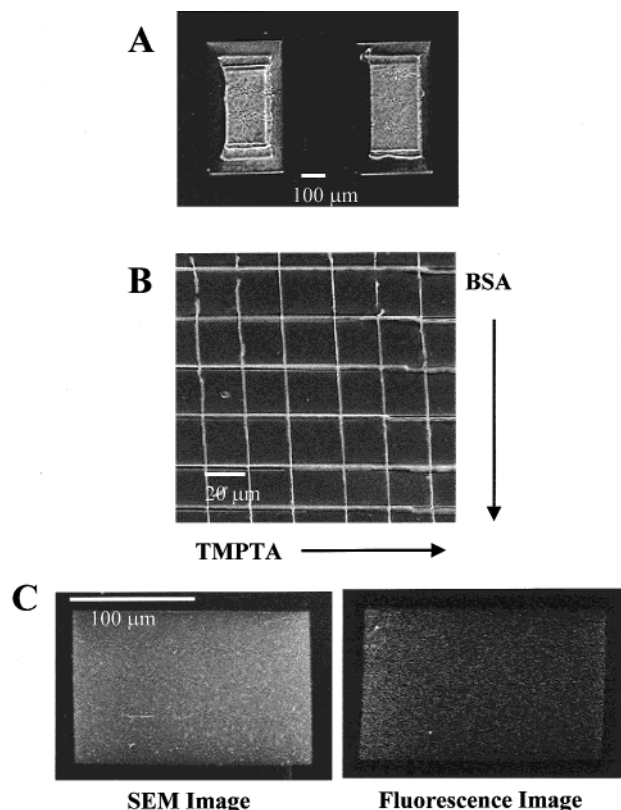 A
100 µm
B
BSA
20 µm
TMPTA
C
100 µm
SEM Image
Fluorescence Image